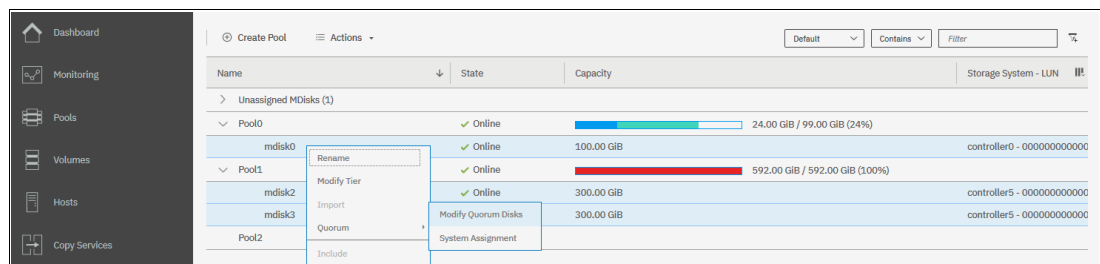 Dashboard
Monitoring
Pools
Volumes
Hosts
Copy Services
Create Pool Actions Default Contains Filter
Name State Capacity Storage System - LUN
Unassigned MDisks (1)
Pool0 Online 24.00 GiB / 99.00 GiB (24%)
mdisk0 Online 100.00 GiB controller0 - 00000000000
Pool1 Online 592.00 GiB / 592.00 GiB (100%)
mdisk2 Online 300.00 GiB controller5 - 00000000000
mdisk3 300.00 GiB controller5 - 00000000000
Pool2
Rename
Modify Tier
Import
Quorum
Include
Modify Quorum Disks
System Assignment